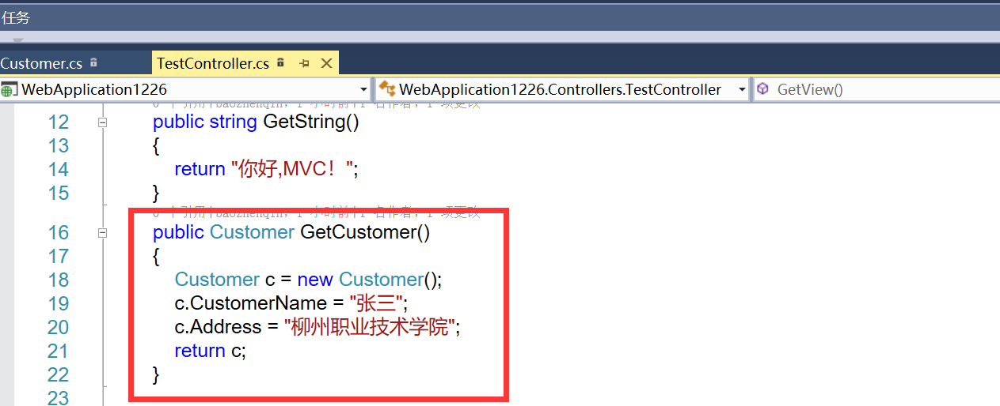 任务
Customer.cs
TestController.cs
WebApplication1226
WebApplication1226.Controllers.TestController
GetView()
12 public string GetString()
13 {
14 return "你好,MVC！";
15 }
16 public Customer GetCustomer()
17 {
18 Customer c = new Customer();
19 c.CustomerName = "张三";
20 c.Address = "柳州职业技术学院";
21 return c;
22 }
23